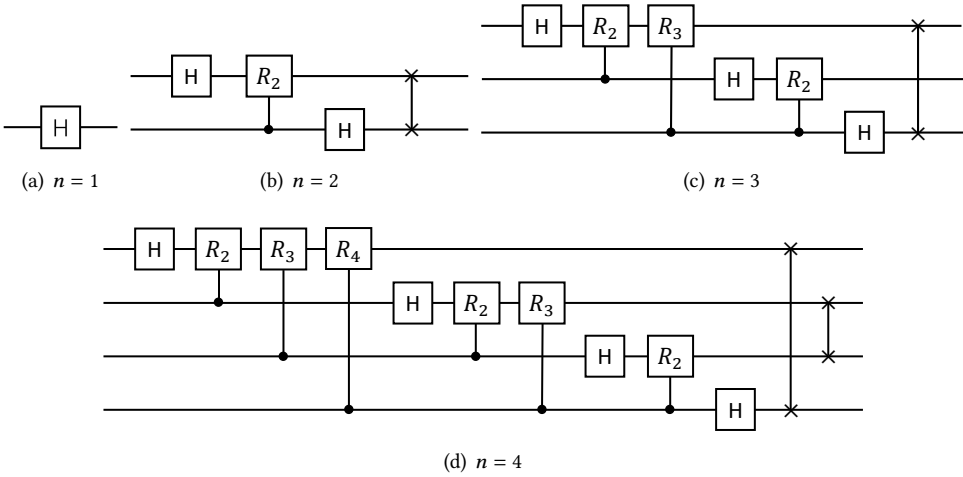 H R₂ R₃
H R₂
H R₂
H
H
H
(a) n = 1
(b) n = 2
(c) n = 3
H R₂ R₃ R₄
H R₂ R₃
H R₂
H
(d) n = 4